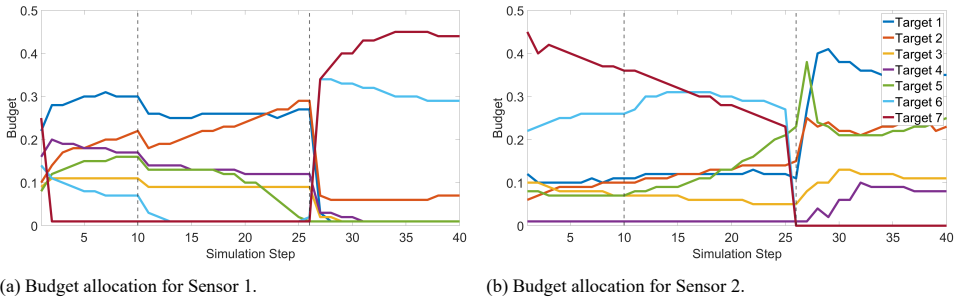 0.5
0.4
0.3
0.2
0.1
0
Budget
5 10 15 20 25 30 35 40
Simulation Step
(a) Budget allocation for Sensor 1.
0.5
0.4
0.3
0.2
0.1
0
Budget
5 10 15 20 25 30 35 40
Simulation Step
Target 1
Target 2
Target 3
Target 4
Target 5
Target 6
Target 7
(b) Budget allocation for Sensor 2.